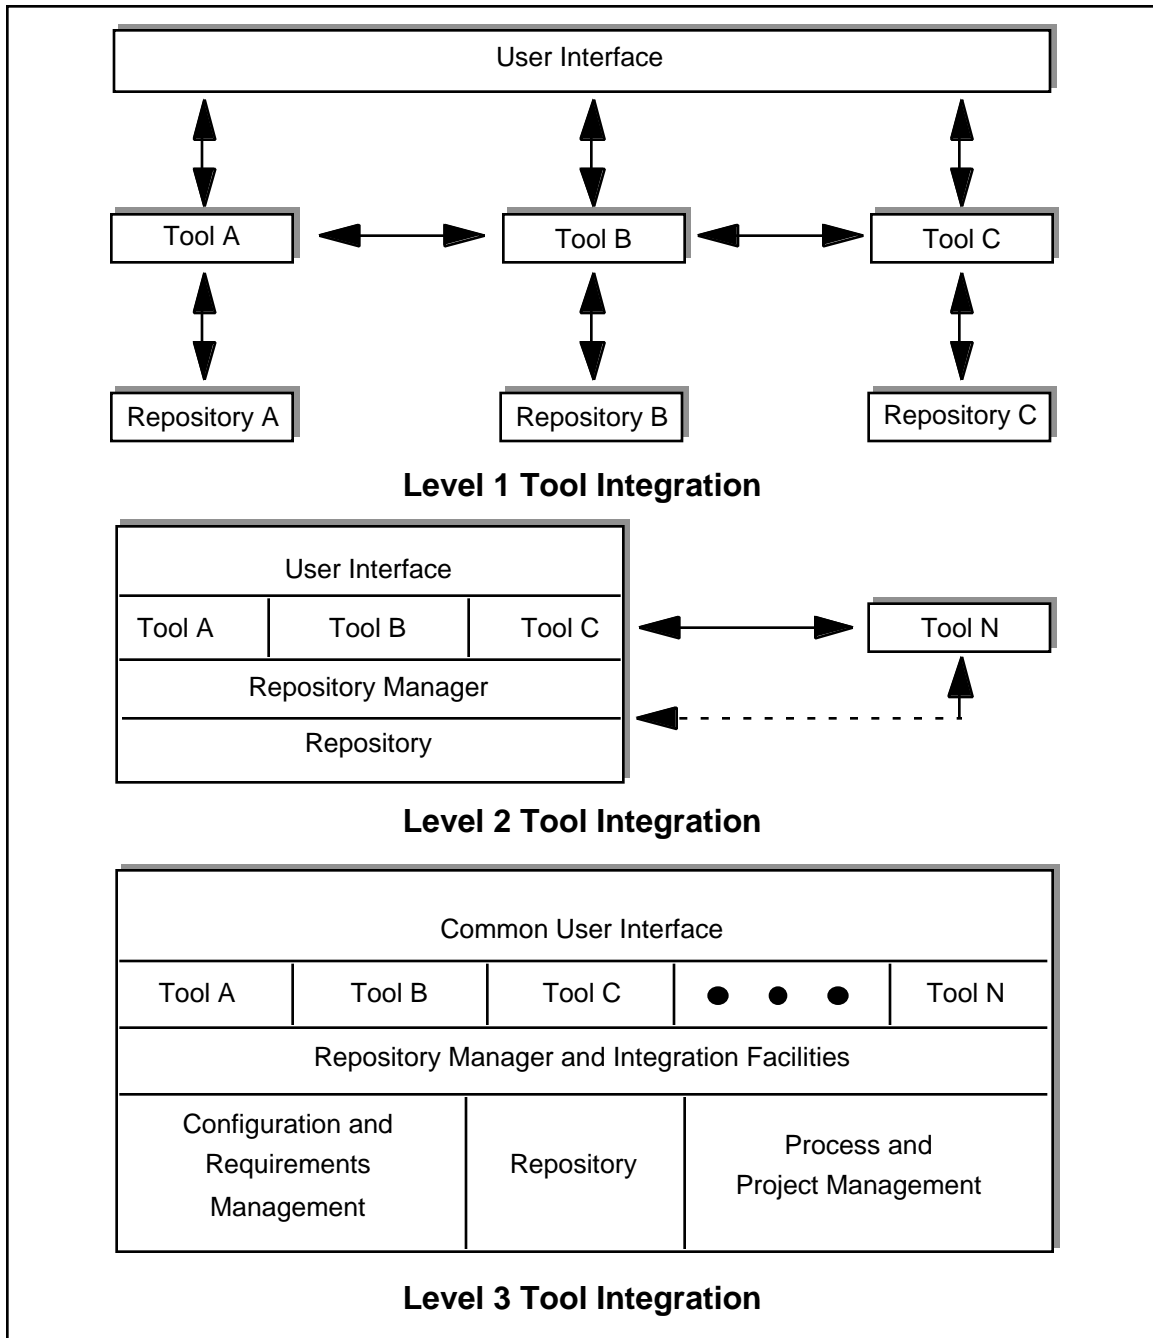 User Interface
Tool A
Tool B
Tool C
Repository A
Repository B
Repository C
Level 1 Tool Integration
User Interface
Tool A
Tool B
Tool C
Tool N
Repository Manager
Repository
Level 2 Tool Integration
Common User Interface
Tool A
Tool B
Tool C
Tool N
Repository Manager and Integration Facilities
Configuration and
Requirements
Management
Repository
Process and
Project Management
Level 3 Tool Integration